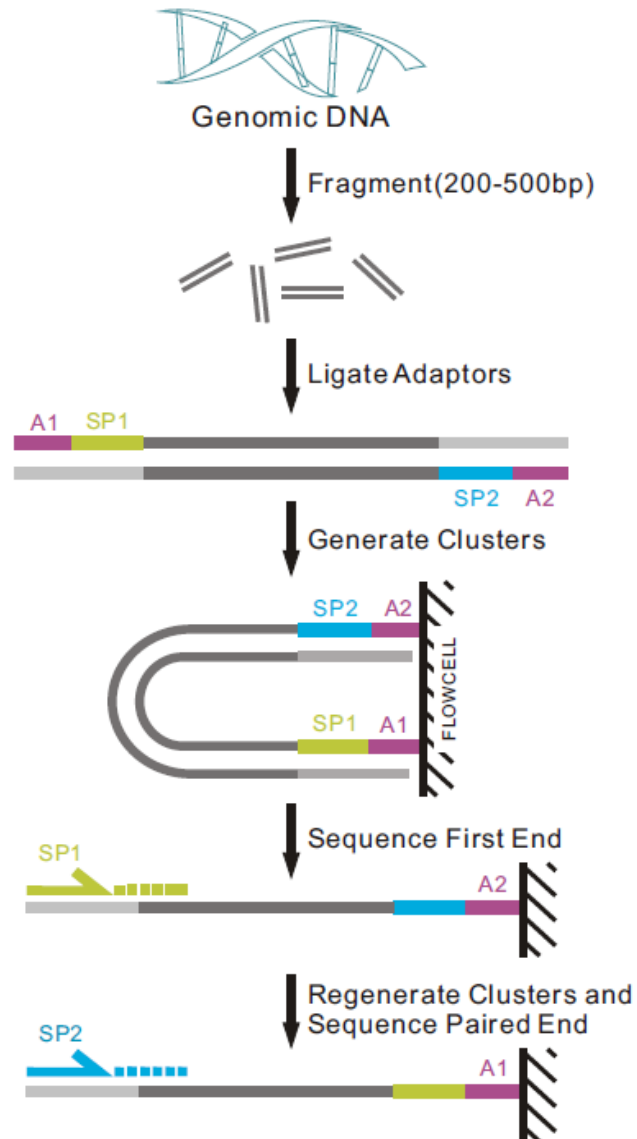 Genomic DNA
Fragment(200-500bp)
Ligate Adaptors
A1 SP1
SP2 A2
Generate Clusters
SP2 A2
FLOWCELL
SP1 A1
Sequence First End
SP1
A2
Regenerate Clusters and
Sequence Paired End
SP2
A1